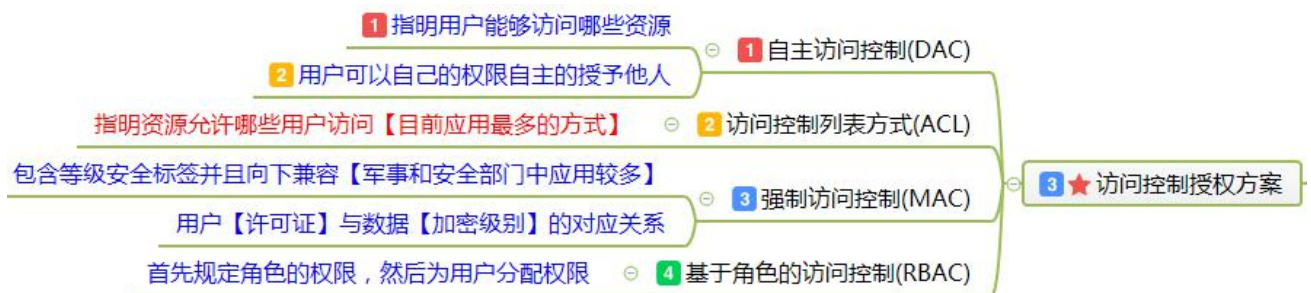 1 指明用户能够访问哪些资源
1 自主访问控制(DAC)
2 用户可以自己的权限自主的授予他人
指明资源允许哪些用户访问【目前应用最多的方式】
2 访问控制列表方式(ACL)
包含等级安全标签并且向下兼容【军事和安全部门中应用较多】
3 强制访问控制(MAC)
3 访问控制授权方案
用户【许可证】与数据【加密级别】的对应关系
首先规定角色的权限，然后为用户分配权限
4 基于角色的访问控制(RBAC)